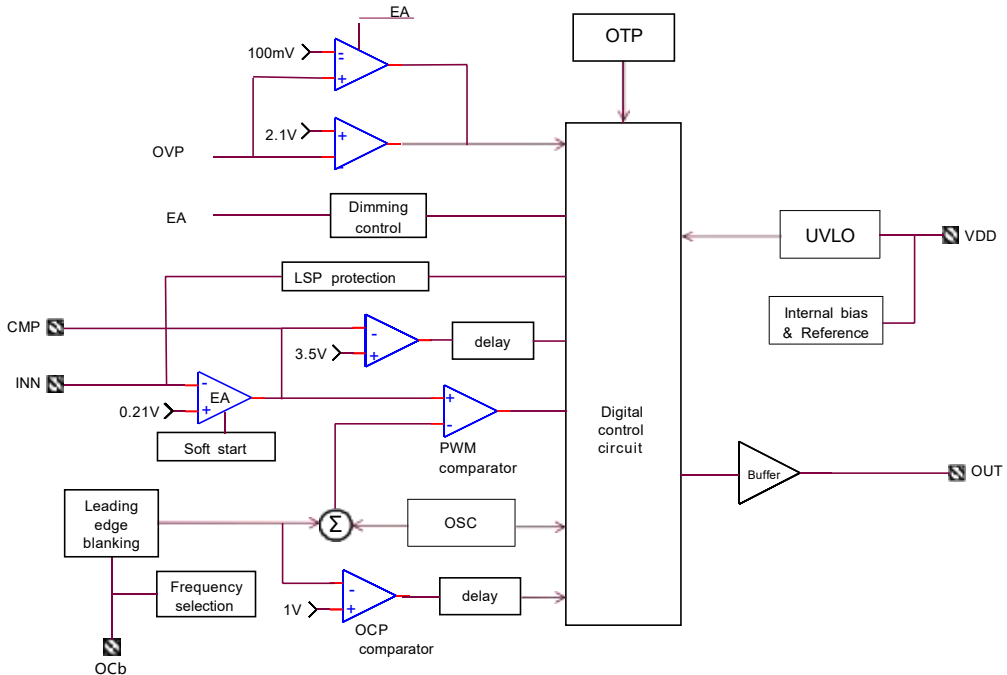 EA
OTP
100mV
=
+
2.1V
+
-
OVP
EA
Dimming
control
UVLO
VDD
LSP protection
Internal bias
& Reference
CMP
-
3.5V
+
delay
INN
-
EA
0.21V
+
+
-
Soft start
PWM
comparator
Digital
control
circuit
Buffer
OUT
Leading
edge
blanking
Σ
OSC
Frequency
selection
-
1V
+
delay
OCP
comparator
OCb